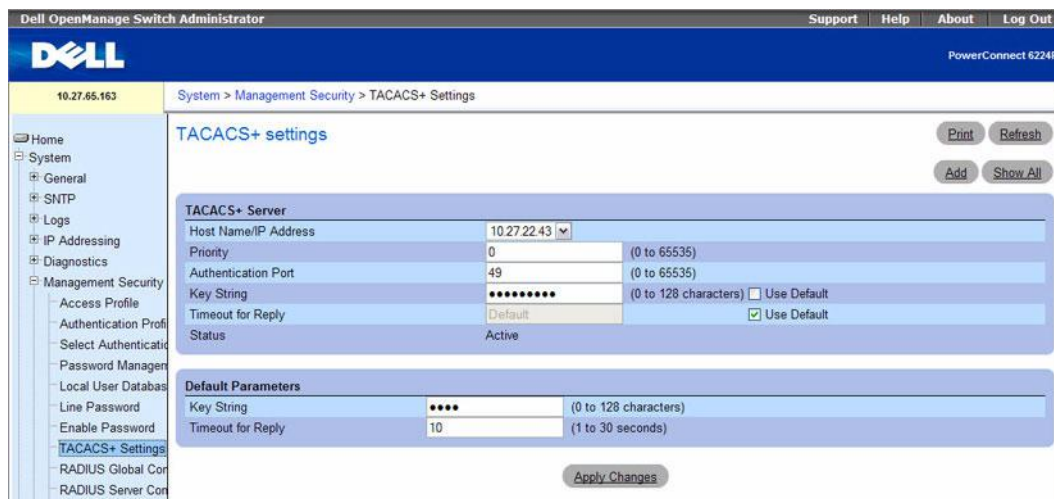 Dell OpenManage Switch Administrator
Support Help About Log Out
DELL
PowerConnect 6224
10.27.65.163
System > Management Security > TACACS+ Settings
Home
System
General
SNTP
Logs
IP Addressing
Diagnostics
Management Security
Access Profile
Authentication Profi
Select Authenticatio
Password Managem
Local User Databas
Line Password
Enable Password
TACACS+ Settings
RADIUS Global Con
RADIUS Server Con
TACACS+ settings
Print Refresh
Add Show All
TACACS+ Server
Host Name/IP Address 10.27.22.43
Priority 0 (0 to 65535)
Authentication Port 49 (0 to 65535)
Key String ●●●●●●●●● (0 to 128 characters) Use Default
Timeout for Reply Default Use Default
Status Active
Default Parameters
Key String ●●●● (0 to 128 characters)
Timeout for Reply 10 (1 to 30 seconds)
Apply Changes